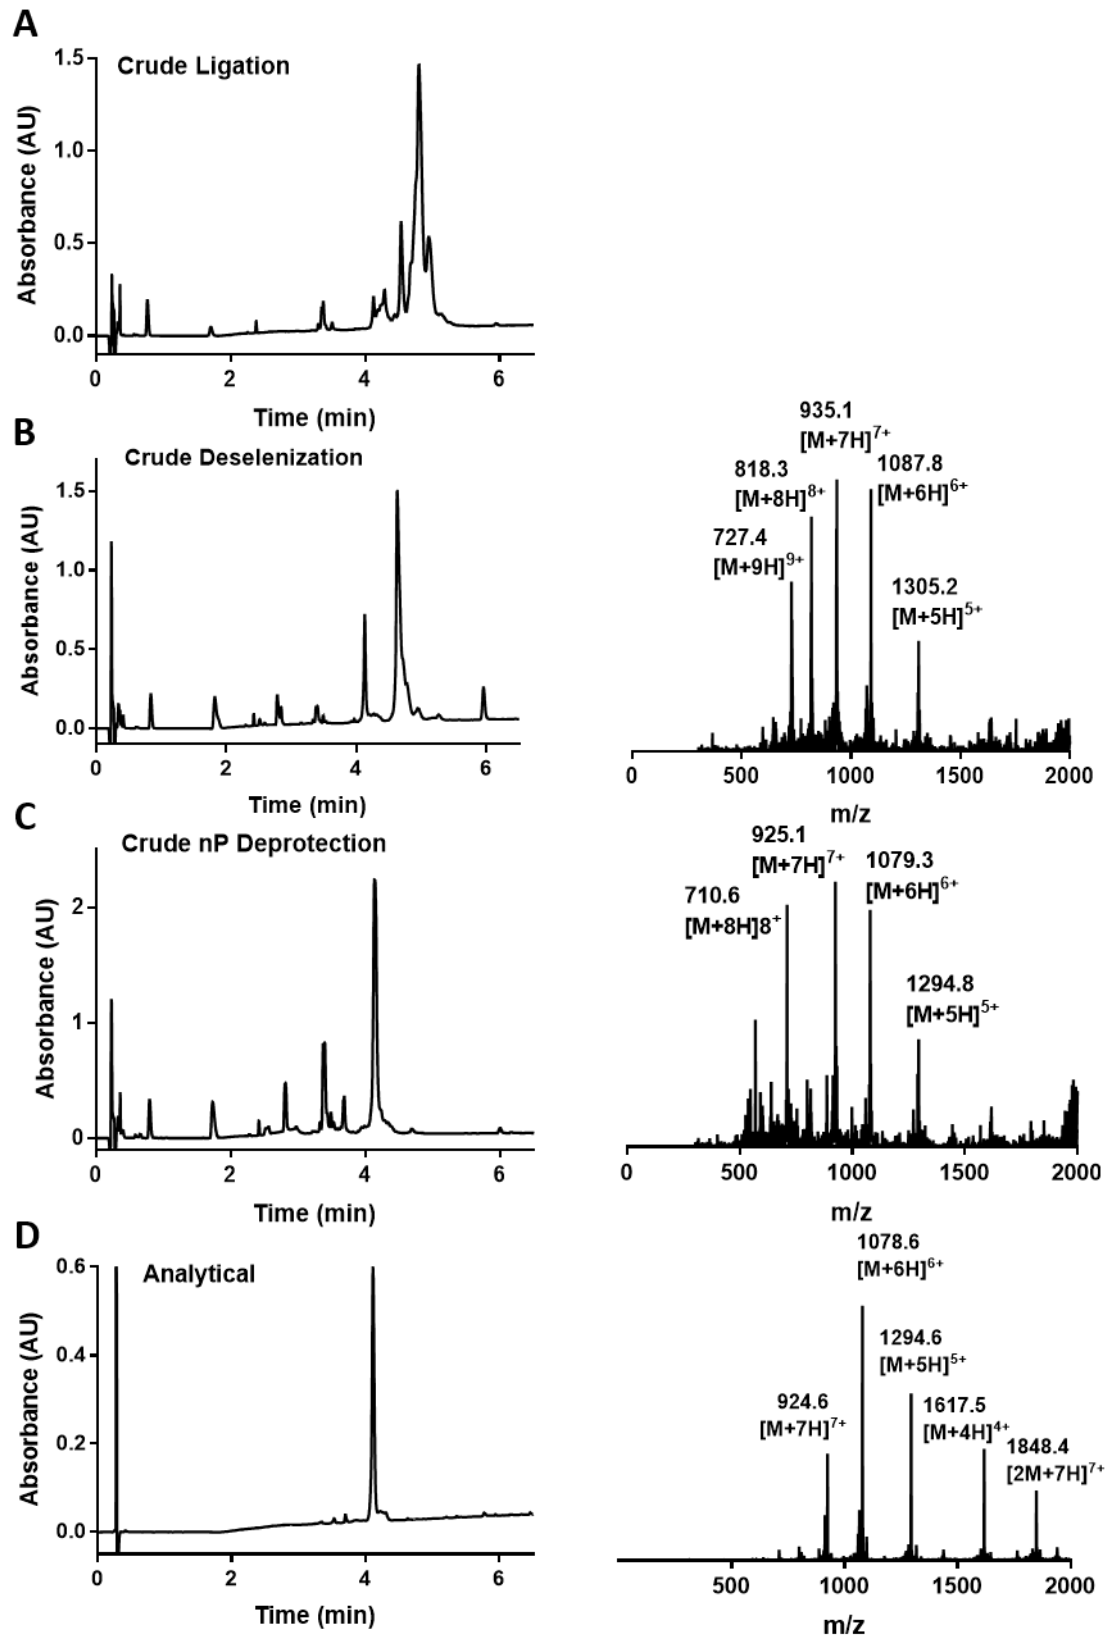 A
Crude Ligation
Absorbance (AU)
1.5
1.0
0.5
0.0
0 2 4 6
Time (min)
B
Crude Deselenization
Absorbance (AU)
1.5
1.0
0.5
0.0
0 2 4 6
Time (min)
935.1
[M+7H]7+
818.3
[M+8H]8+
1087.8
[M+6H]6+
727.4
[M+9H]9+
1305.2
[M+5H]5+
0 500 1000 1500 2000
m/z
C
Crude nP Deprotection
Absorbance (AU)
2
1
0
0 2 4 6
Time (min)
925.1
[M+7H]7+
1079.3
[M+6H]6+
710.6
[M+8H]8+
1294.8
[M+5H]5+
0 500 1000 1500 2000
m/z
D
Analytical
Absorbance (AU)
0.6
0.4
0.2
0.0
0 2 4 6
Time (min)
1078.6
[M+6H]6+
1294.6
[M+5H]5+
924.6
[M+7H]7+
1617.5
[M+4H]4+
1848.4
[2M+7H]7+
500 1000 1500 2000
m/z